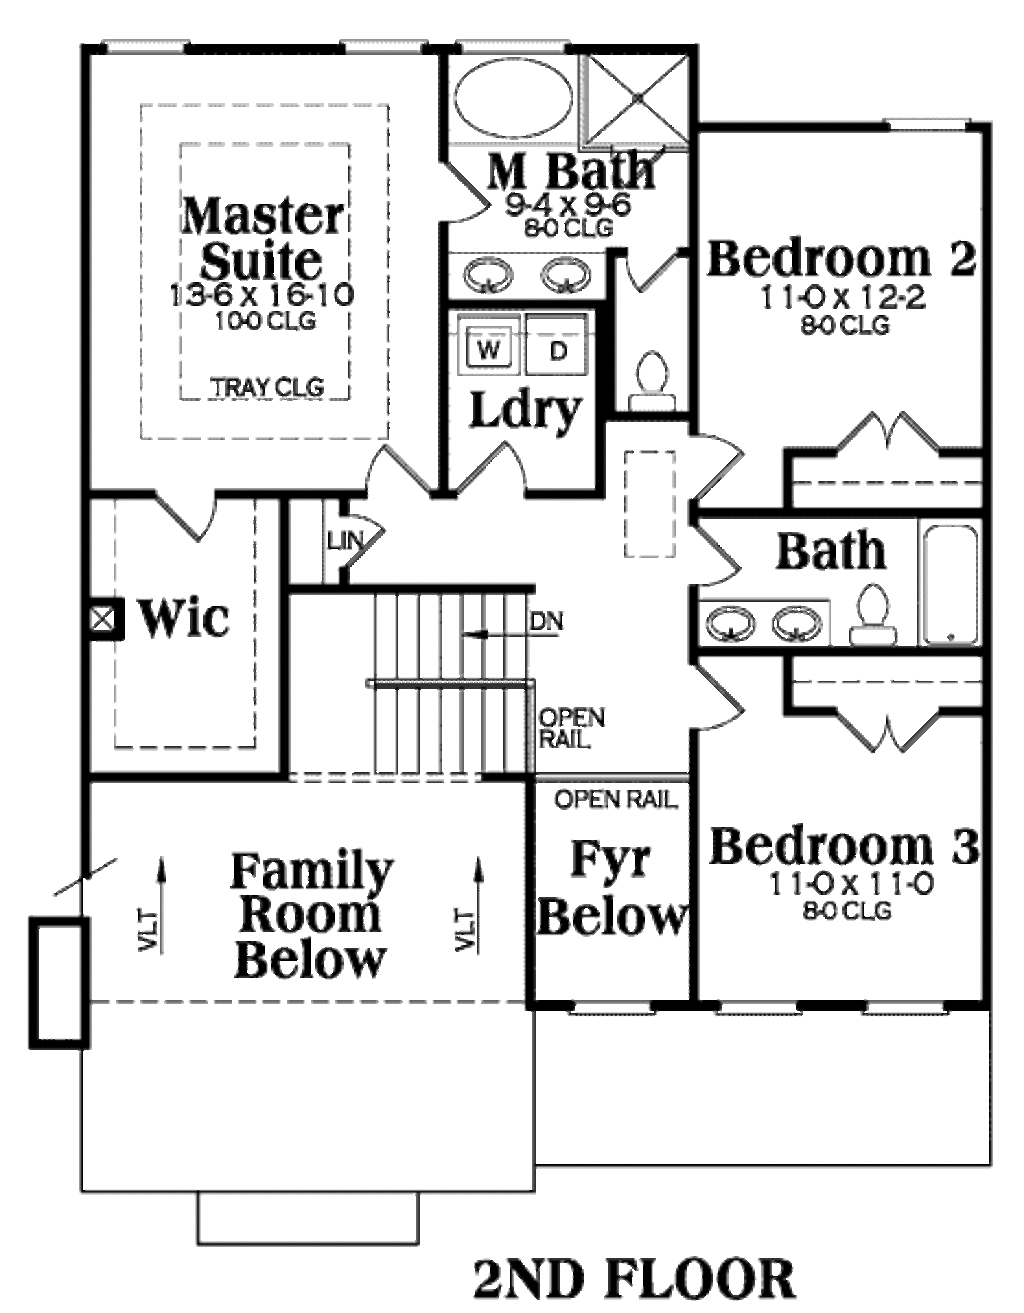 M Bath
9-4 x 9-6
8-0 CLG
Master
Suite
13-6 x 16-10
10-0 CLG
TRAY CLG
Bedroom 2
11-0 x 12-2
8-0 CLG
W
D
Ldry
LIN
Bath
Wic
DN
OPEN
RAIL
OPEN RAIL
Family
Room
Below
VLT
VLT
Fyr
Below
Bedroom 3
11-0 x 11-0
8-0 CLG
2ND FLOOR